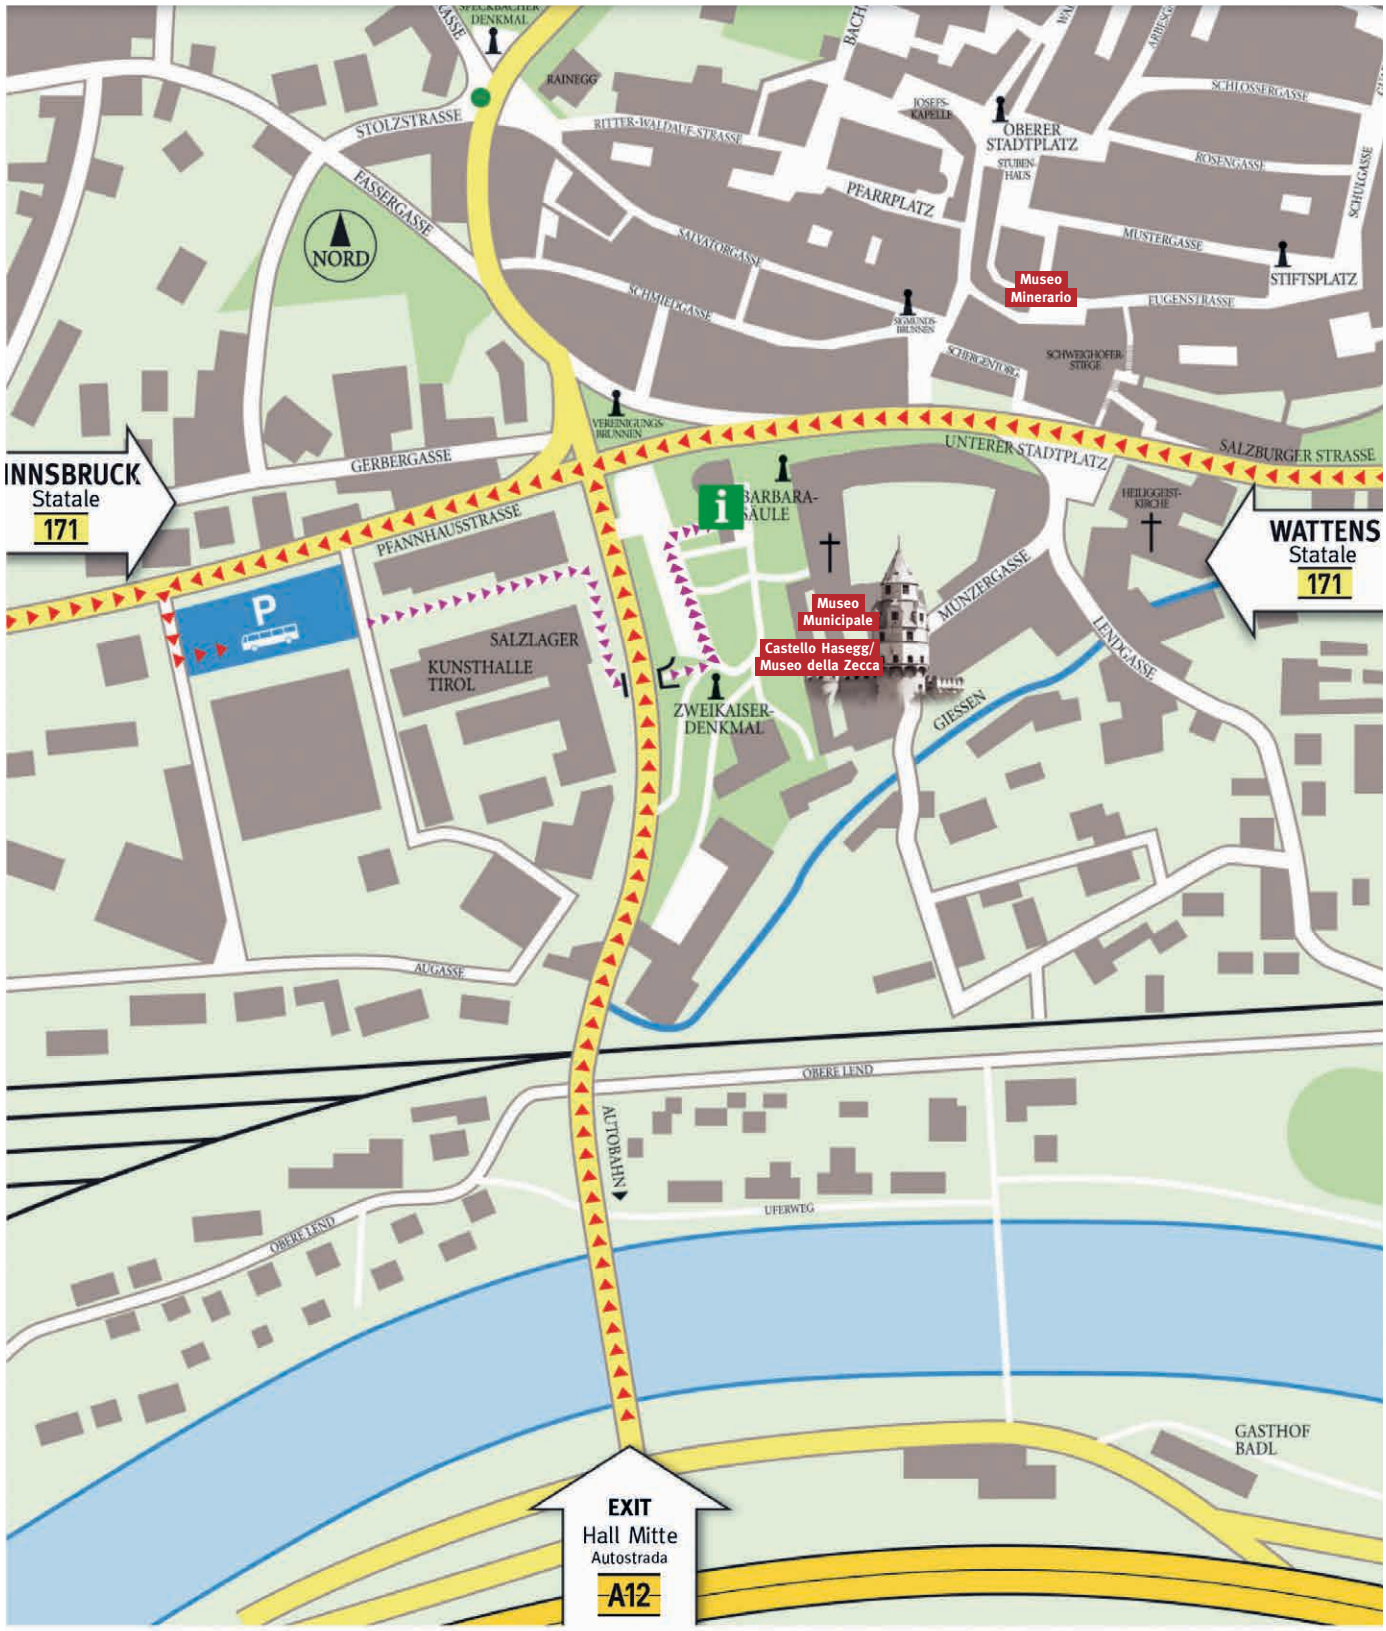 SPECKBACHER
DENKMAL
RAINEGG
STOLZSTRASSE
RITTER-WALDAUF-STRASSE
JOSEFS-
KAPELLE
OBERER
STADTPLATZ
STUBEN-
HAUS
SCHLOSSERGASSE
ROSENGASSE
SCHULGASSE
FASSERGASSE
PFARRPLATZ
NORD
SALVATORGASSE
MUSTERGASSE
STIFTSPLATZ
Museo
Minerario
EUGENSTRASSE
SCHMIEDGASSE
SIGMUNDS-
BRUNNEN
SCHERGENTORG.
SCHWEIGHOFER-
STIEGE
VEREINIGUNGS-
BRUNNEN
GERBERGASSE
UNTERER STADTPLATZ
SALZBURGER STRASSE
INNSBRUCK
Statale
171
PFANNHAUSSTRASSE
i
BARBARA-
SÄULE
HEILIGGEIST-
KIRCHE
WATTENS
Statale
171
P
MÜNZERGASSE
Museo
Municipale
Castello Hasegg/
Museo della Zecca
LENDGASSE
SALZLAGER
KUNSTHALLE
TIROL
ZWEIKAISER-
DENKMAL
GIESSEN
AUGASSE
OBERE LEND
AUTOBAHN
UFERWEG
OBERE LEND
GASTHOF
BADL
EXIT
Hall Mitte
Autostrada
A12